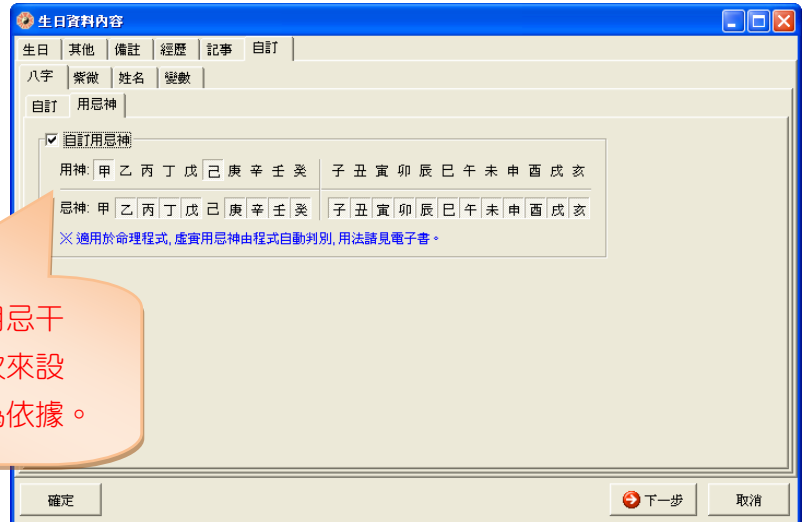 生日資料內容
生日 其他 備註 經歷 記事 自訂
八字 紫微 姓名 變數
自訂 用忌神
自訂用忌神
用神: 甲 乙 丙 丁 戊 己 庚 辛 壬 癸 子 丑 寅 卯 辰 巳 午 未 申 酉 戌 亥
忌神: 甲 乙 丙 丁 戊 己 庚 辛 壬 癸 子 丑 寅 卯 辰 巳 午 未 申 酉 戌 亥
※ 適用於命理程式, 虛實用忌神由程式自動判別, 用法請見電子書。
忌干
來設
依據。
確定 下一步 取消